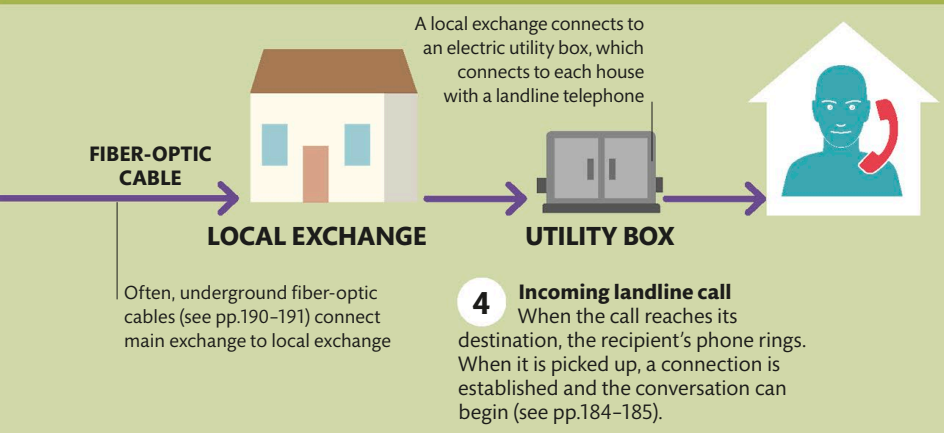 A local exchange connects to
an electric utility box, which
connects to each house
with a landline telephone
FIBER-OPTIC
CABLE
LOCAL EXCHANGE
UTILITY BOX
Often, underground fiber-optic
cables (see pp.190–191) connect
main exchange to local exchange
4 Incoming landline call
When the call reaches its
destination, the recipient's phone rings.
When it is picked up, a connection is
established and the conversation can
begin (see pp.184–185).